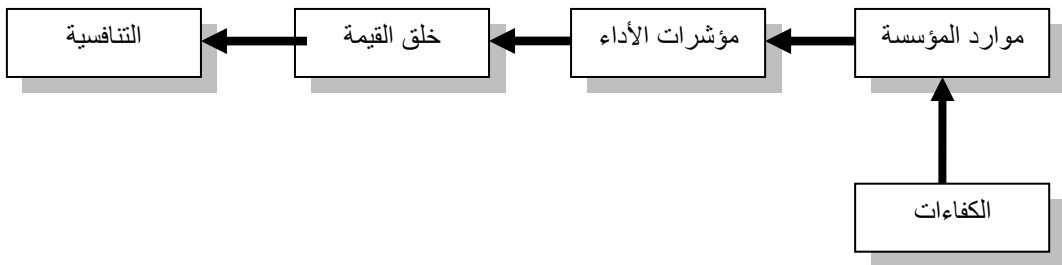 موارد المؤسسة
مؤشرات الأداء
خلق القيمة
التنافسية
الكفاءات